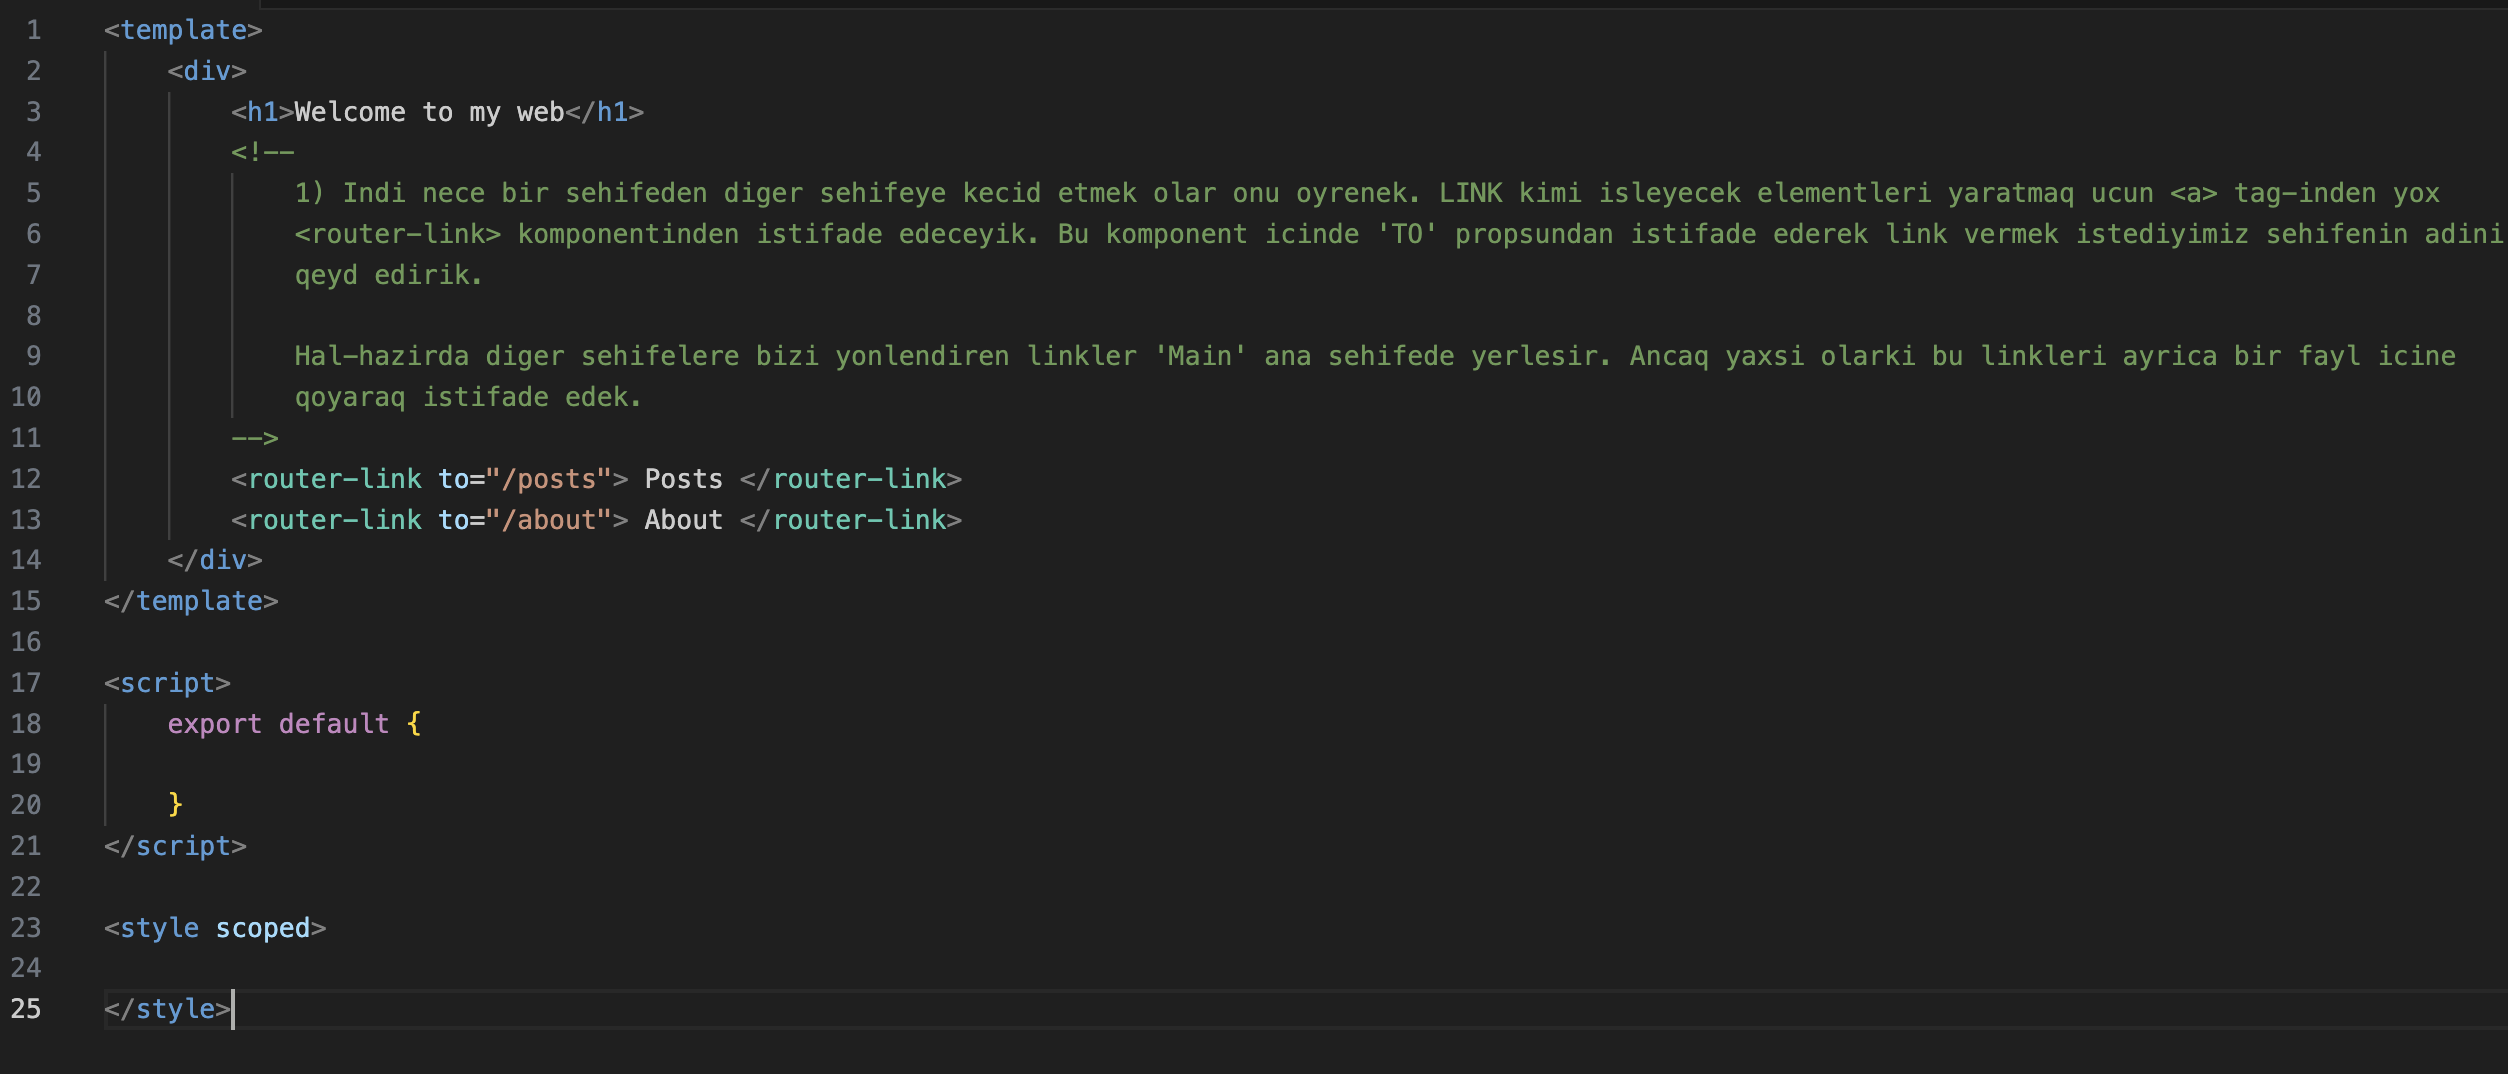 1 <template>
2 <div>
3 <h1>Welcome to my web</h1>
4 <!--
5 1) Indi nece bir sehifeden diger sehifeye kecid etmek olar onu oyrenek. LINK kimi isleyecek elementleri yaratmaq ucun <a> tag-inden yox
6 <router-link> komponentinden istifade edeceyik. Bu komponent icinde 'TO' propsundan istifade ederek link vermek istediyimiz sehifenin adini
7 qeyd edirik.
8
9 Hal-hazirda diger sehifelere bizi yonlendiren linkler 'Main' ana sehifede yerlesir. Ancaq yaxsi olarki bu linkleri ayrica bir fayl icine
10 qoyaraq istifade edek.
11 -->
12 <router-link to="/posts"> Posts </router-link>
13 <router-link to="/about"> About </router-link>
14 </div>
15 </template>
16
17 <script>
18 export default {
19
20 }
21 </script>
22
23 <style scoped>
24
25 </style>